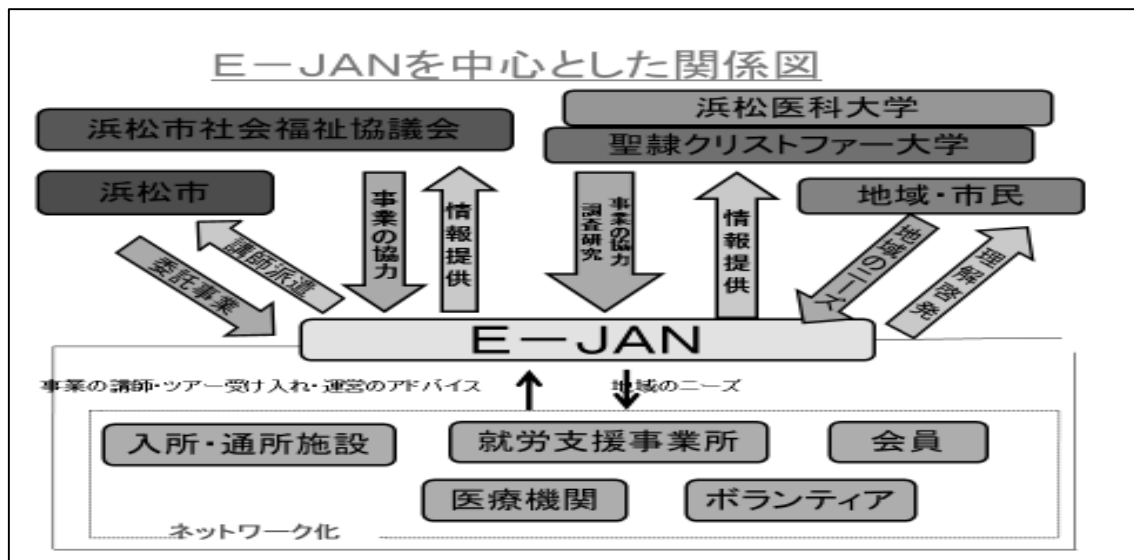 E－JANを中心とした関係図
浜松医科大学
浜松市社会福祉協議会
聖隷クリストファー大学
浜松市
地域・市民
委託事業
講師派遣
事業の協力
情報提供
事業の協力
調査研究
情報提供
地域のニーズ
理解啓発
E－JAN
事業の講師・ツアー受け入れ・運営のアドバイス
地域のニーズ
入所・通所施設
就労支援事業所
会員
医療機関
ボランティア
ネットワーク化